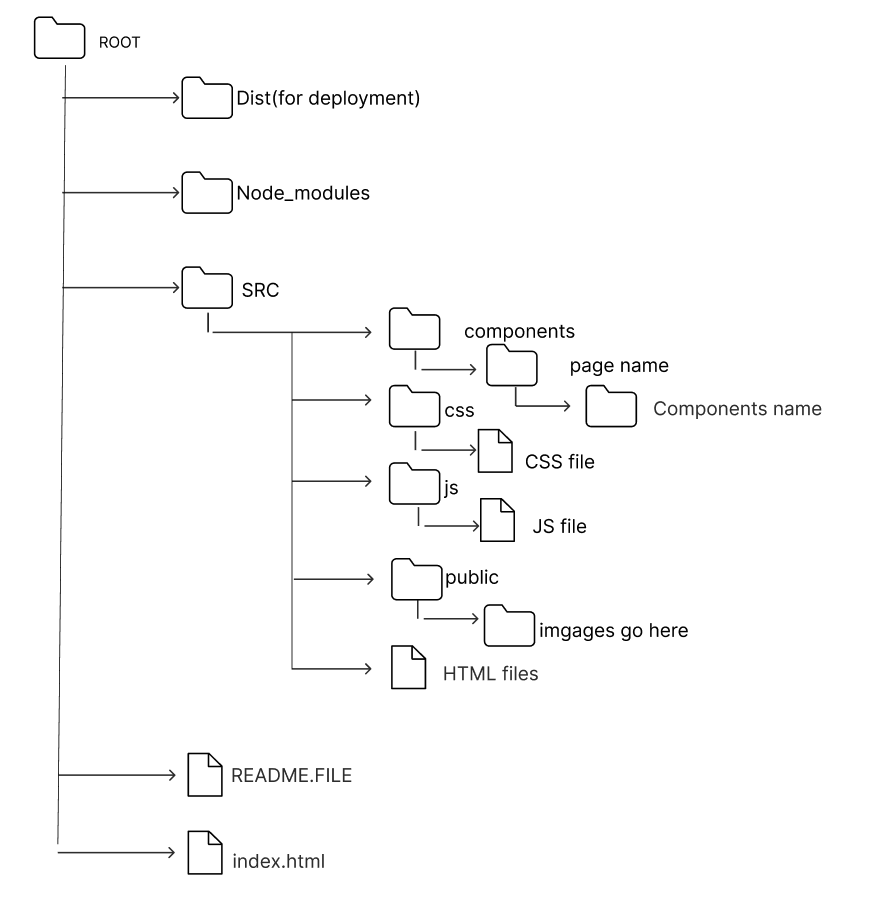 ROOT
Dist(for deployment)
Node_modules
SRC
components
page name
Components name
css
CSS file
js
JS file
public
imgages go here
HTML files
README.FILE
index.html